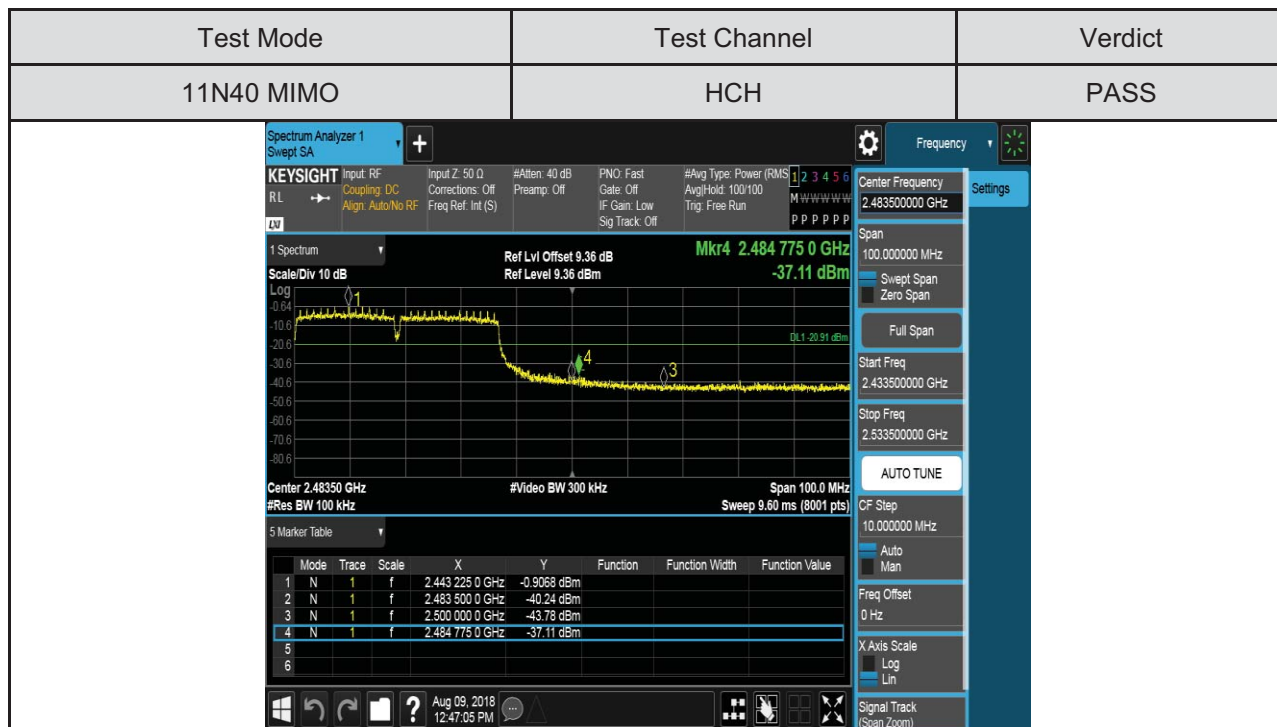 Test Mode Test Channel Verdict
11N40 MIMO HCH PASS
Spectrum Analyzer 1
Swept SA
Frequency
Settings
KEYSIGHT Input: RF Input Z: 50 Ω #Atten: 40 dB PNO: Fast #Avg Type: Power (RMS 1 2 3 4 5 6
RL Coupling: DC Corrections: Off Preamp: Off Gate: Off Avg|Hold: 100/100 M W W W W W
Align: Auto/No RF Freq Ref: Int (S) IF Gain: Low Trig: Free Run
LXI Sig Track: Off P P P P P P
1 Spectrum
Ref Lvl Offset 9.36 dB Mkr4 2.484 775 0 GHz
Scale/Div 10 dB Ref Level 9.36 dBm -37.11 dBm
Log
1
-0.64
-10.6
DL1 -20.91 dBm
-20.6
-30.6
4
3
-40.6
-50.6
-60.6
-70.6
-80.6
Center 2.48350 GHz #Video BW 300 kHz Span 100.0 MHz
#Res BW 100 kHz Sweep 9.60 ms (8001 pts)
5 Marker Table
Mode Trace Scale X Y Function Function Width Function Value
1 N 1 f 2.443 225 0 GHz -0.9068 dBm
2 N 1 f 2.483 500 0 GHz -40.24 dBm
3 N 1 f 2.500 000 0 GHz -43.78 dBm
4 N 1 f 2.484 775 0 GHz -37.11 dBm
5
6
Aug 09, 2018
12:47:05 PM
Center Frequency
2.483500000 GHz
Span
100.000000 MHz
Swept Span
Zero Span
Full Span
Start Freq
2.433500000 GHz
Stop Freq
2.533500000 GHz
AUTO TUNE
CF Step
10.000000 MHz
Auto
Man
Freq Offset
0 Hz
X Axis Scale
Log
Lin
Signal Track
(Span Zoom)